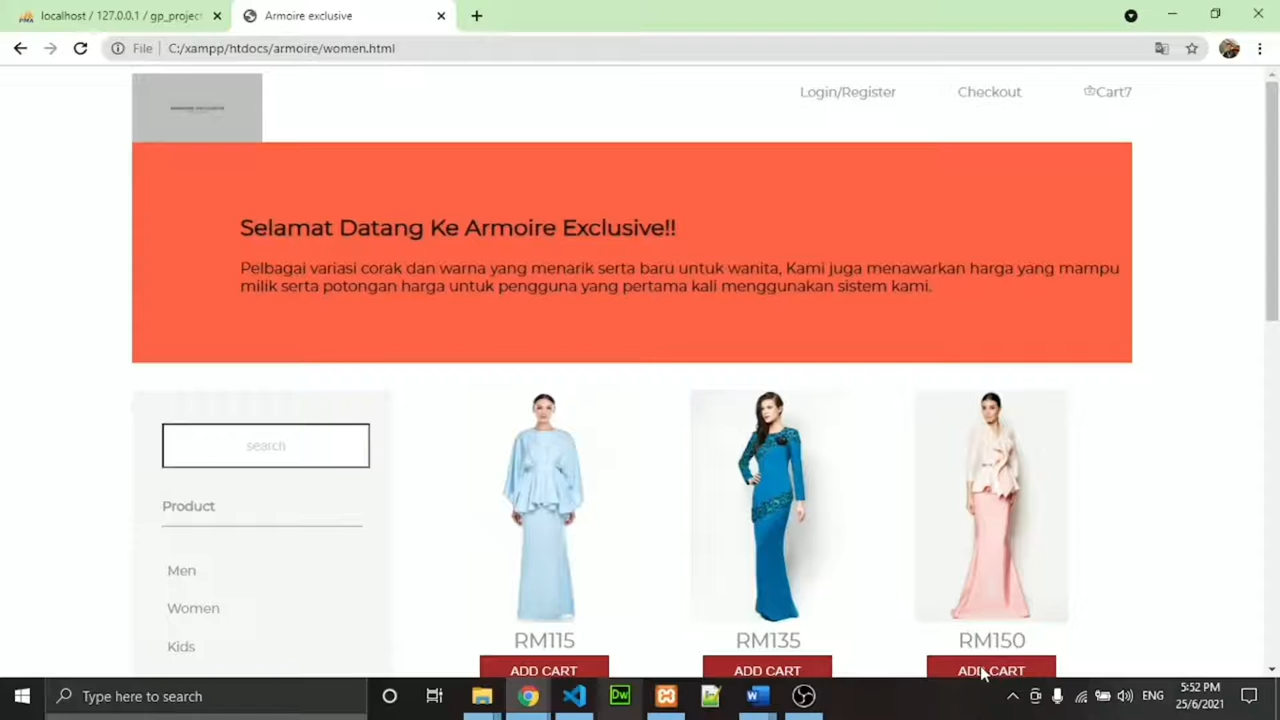 localhost / 127.0.0.1 / gp_project
Armoire exclusive
File
C:/xampp/htdocs/armoire/women.html
Login/Register
Checkout
Cart7
Selamat Datang Ke Armoire Exclusive!!
Pelbagai variasi corak dan warna yang menarik serta baru untuk wanita, Kami juga menawarkan harga yang mampu
milik serta potongan harga untuk pengguna yang pertama kali menggunakan sistem kami.
search
Product
Men
Women
Kids
RM115
RM135
RM150
ADD CART
ADD CART
ADD CART
Type here to search
Dw
W
ENG
5:52 PM
25/6/2021